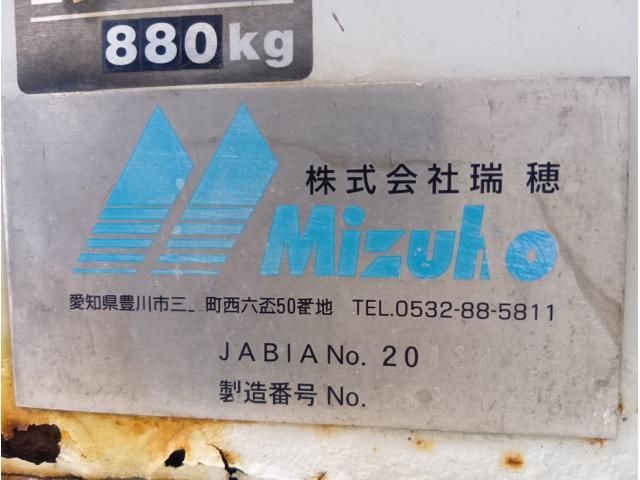 880kg
株式会社瑞穂
Mizuho
愛知県豊川市三 町西六盃50番地 TEL.0532-88-5811
JABIA No. 20
製造番号 No.